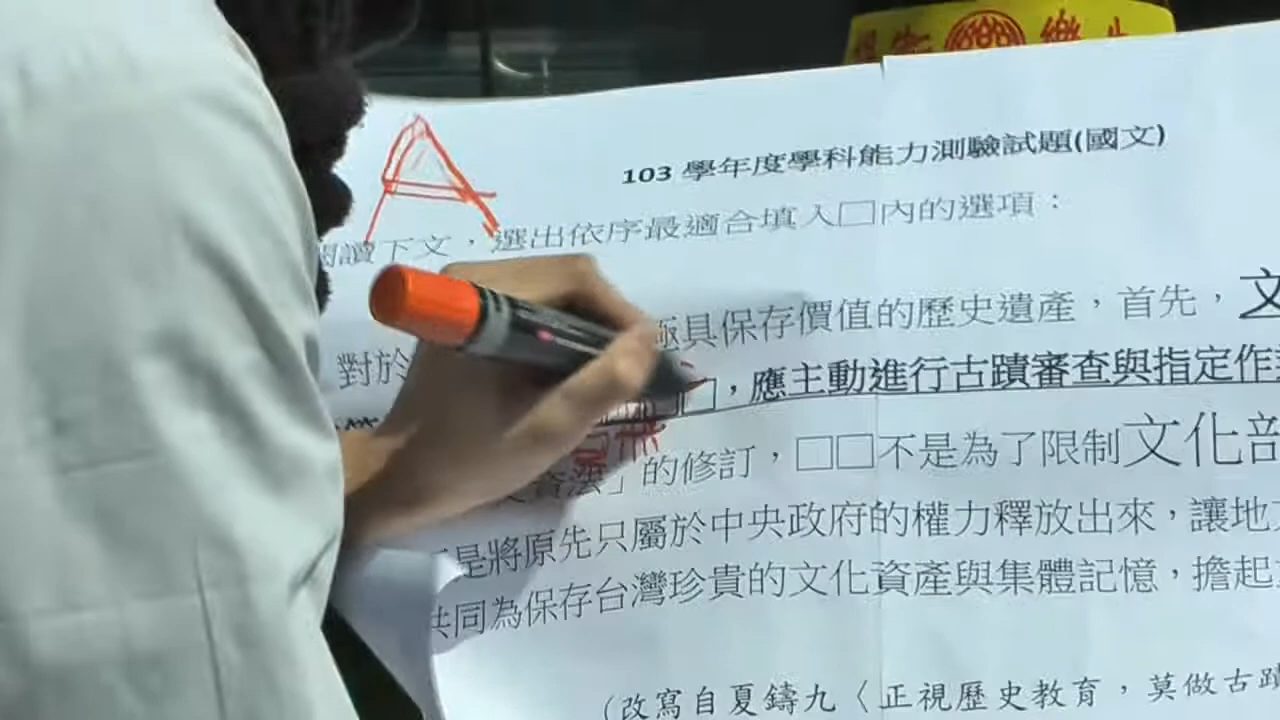 樂生
A
103 學年度學科能力測驗試題(國文)
閱讀下文，選出依序最適合填入□內的選項：
對於 極具保存價值的歷史遺產，首先，文
□，應主動進行古蹟審查與指定作業
法」的修訂，□□不是為了限制文化部
是將原先只屬於中央政府的權力釋放出來，讓地
共同為保存台灣珍貴的文化資產與集體記憶，擔起
（改寫自夏鑄九〈正視歷史教育，莫做古蹟